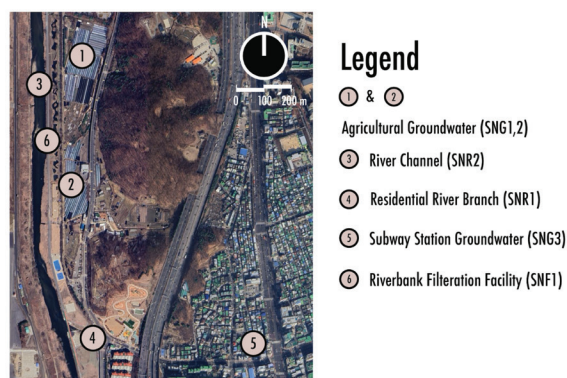 N
0 100 200 m
1
3
6
2
4
5
Legend
1 & 2
Agricultural Groundwater (SNG1,2)
3 River Channel (SNR2)
4 Residential River Branch (SNR1)
5 Subway Station Groundwater (SNG3)
6 Riverbank Filteration Facility (SNF1)